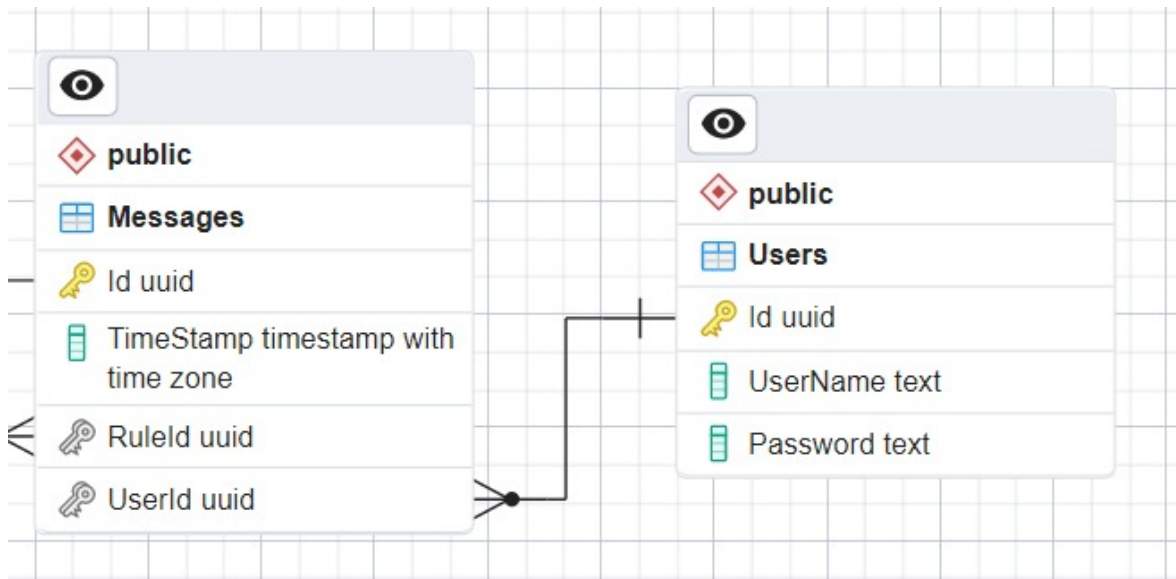 public
Messages
Id uuid
TimeStamp timestamp with
time zone
RuleId uuid
UserId uuid
public
Users
Id uuid
UserName text
Password text